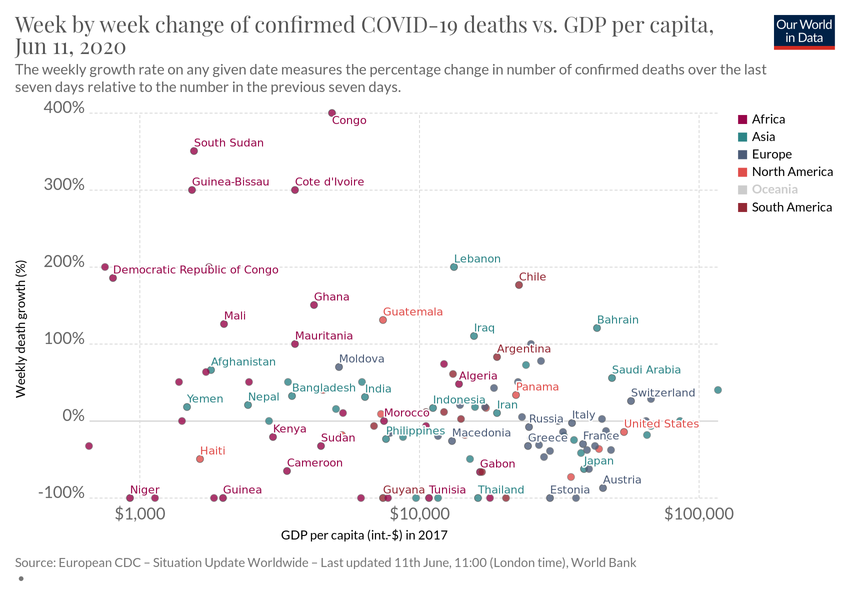 Week by week change of confirmed COVID-19 deaths vs. GDP per capita,
Jun 11, 2020
Our World
in Data
The weekly growth rate on any given date measures the percentage change in number of confirmed deaths over the last
seven days relative to the number in the previous seven days.
400%
Congo
Africa
South Sudan
Asia
Europe
300%
Guinea-Bissau
Cote d'Ivoire
North America
Oceania
South America
200%
Democratic Republic of Congo
Lebanon
Chile
Ghana
Guatemala
Mali
Bahrain
Iraq
100%
Mauritania
Argentina
Moldova
Afghanistan
Algeria
Saudi Arabia
Bangladesh
India
Panama
Switzerland
Yemen
Nepal
Indonesia
Iran
0%
Morocco
Russia
Italy
United States
Kenya
Sudan
Philippines
Macedonia
Greece
France
Haiti
Cameroon
Gabon
Japan
Austria
-100%
Niger
Guinea
Guyana
Tunisia
Thailand
Estonia
$1,000
$10,000
$100,000
Weekly death growth (%)
GDP per capita (int.-$) in 2017
Source: European CDC – Situation Update Worldwide – Last updated 11th June, 11:00 (London time), World Bank